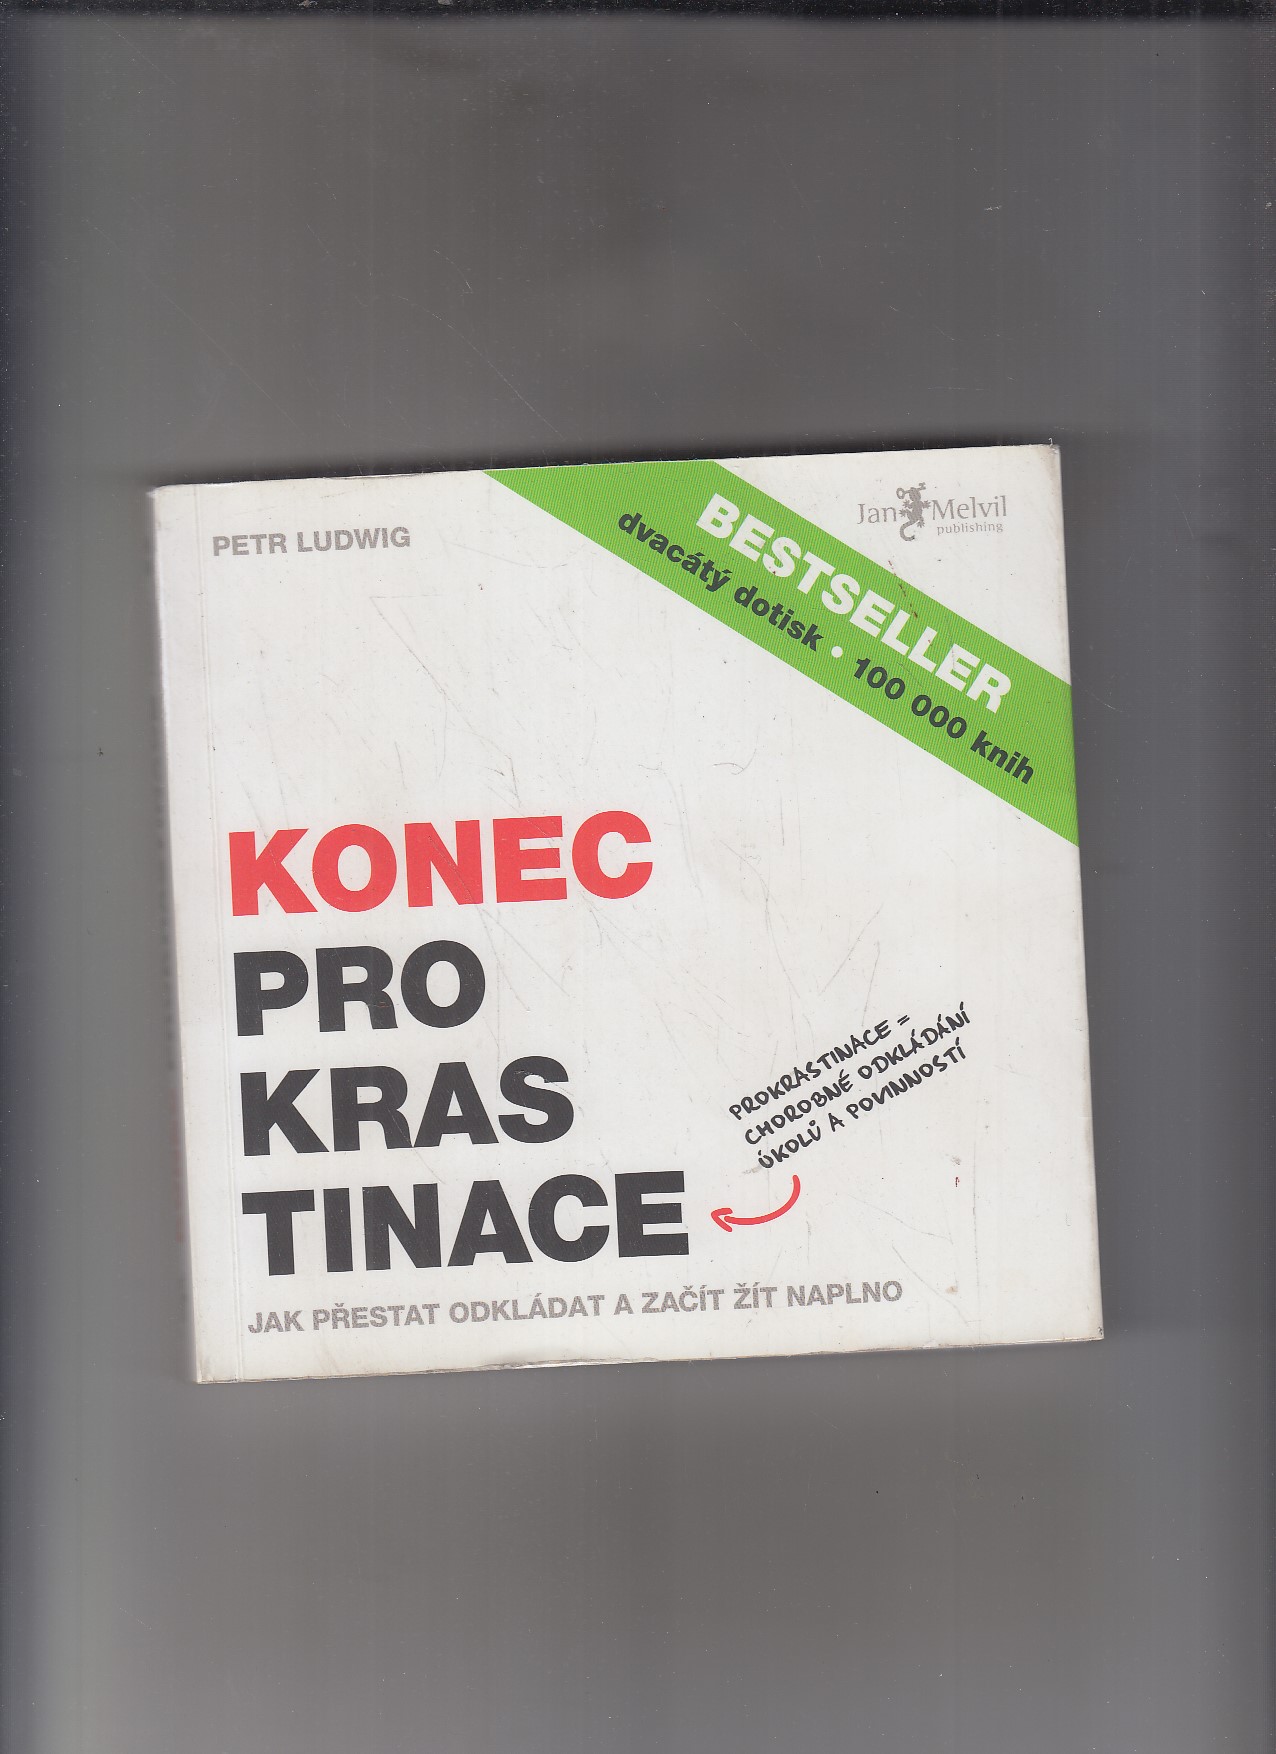 PETR LUDWIG
Jan Melvil
publishing
BESTSELLER
dvacátý dotisk • 100 000 knih
KONEC
PRO
KRAS
TINACE
PROKRASTINACE =
CHOROBNÉ ODKLÁDÁNÍ
ÚKOLŮ A POVINNOSTÍ
JAK PŘESTAT ODKLÁDAT A ZAČÍT ŽÍT NAPLNO